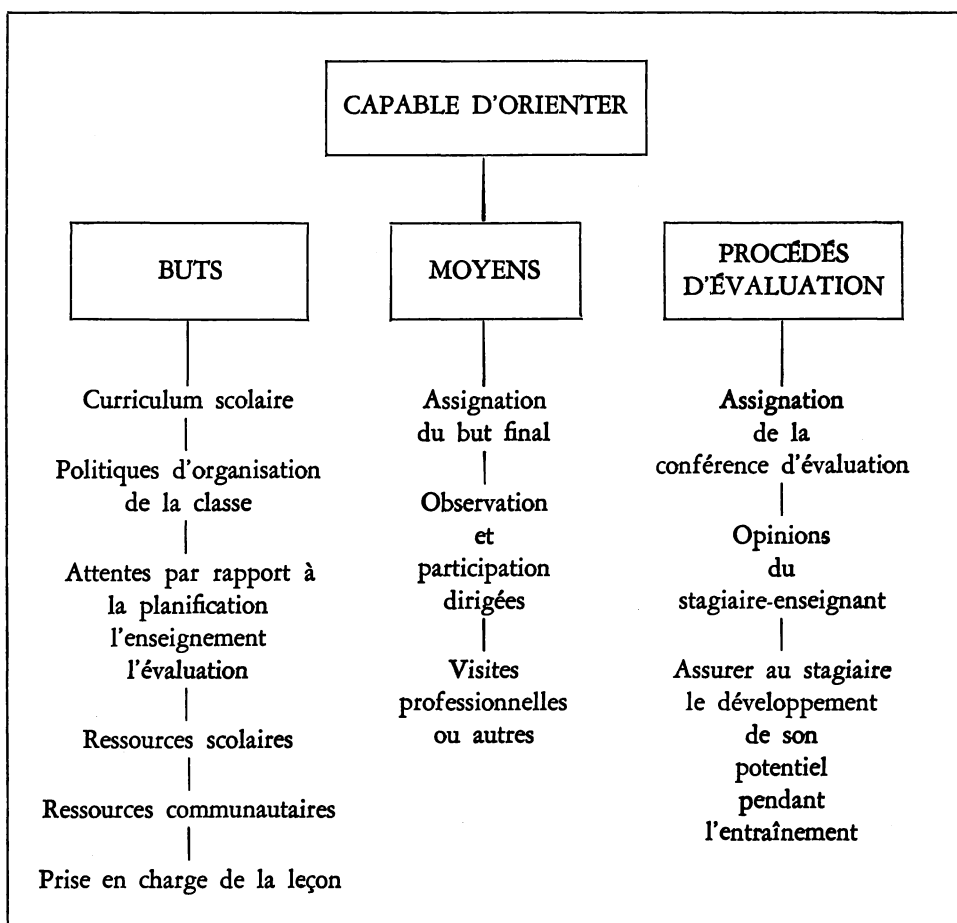 CAPABLE D'ORIENTER
BUTS
Curriculum scolaire
Politiques d'organisation
de la classe
Attentes par rapport à
la planification
l'enseignement
l'évaluation
Ressources scolaires
Ressources communautaires
Prise en charge de la leçon
MOYENS
Assignation
du but final
Observation
et
participation
dirigées
Visites
professionnelles
ou autres
PROCÉDÉS
D'ÉVALUATION
Assignation
de la
conférence d'évaluation
Opinions
du
stagiaire-enseignant
Assurer au stagiaire
le développement
de son
potentiel
pendant
l'entraînement